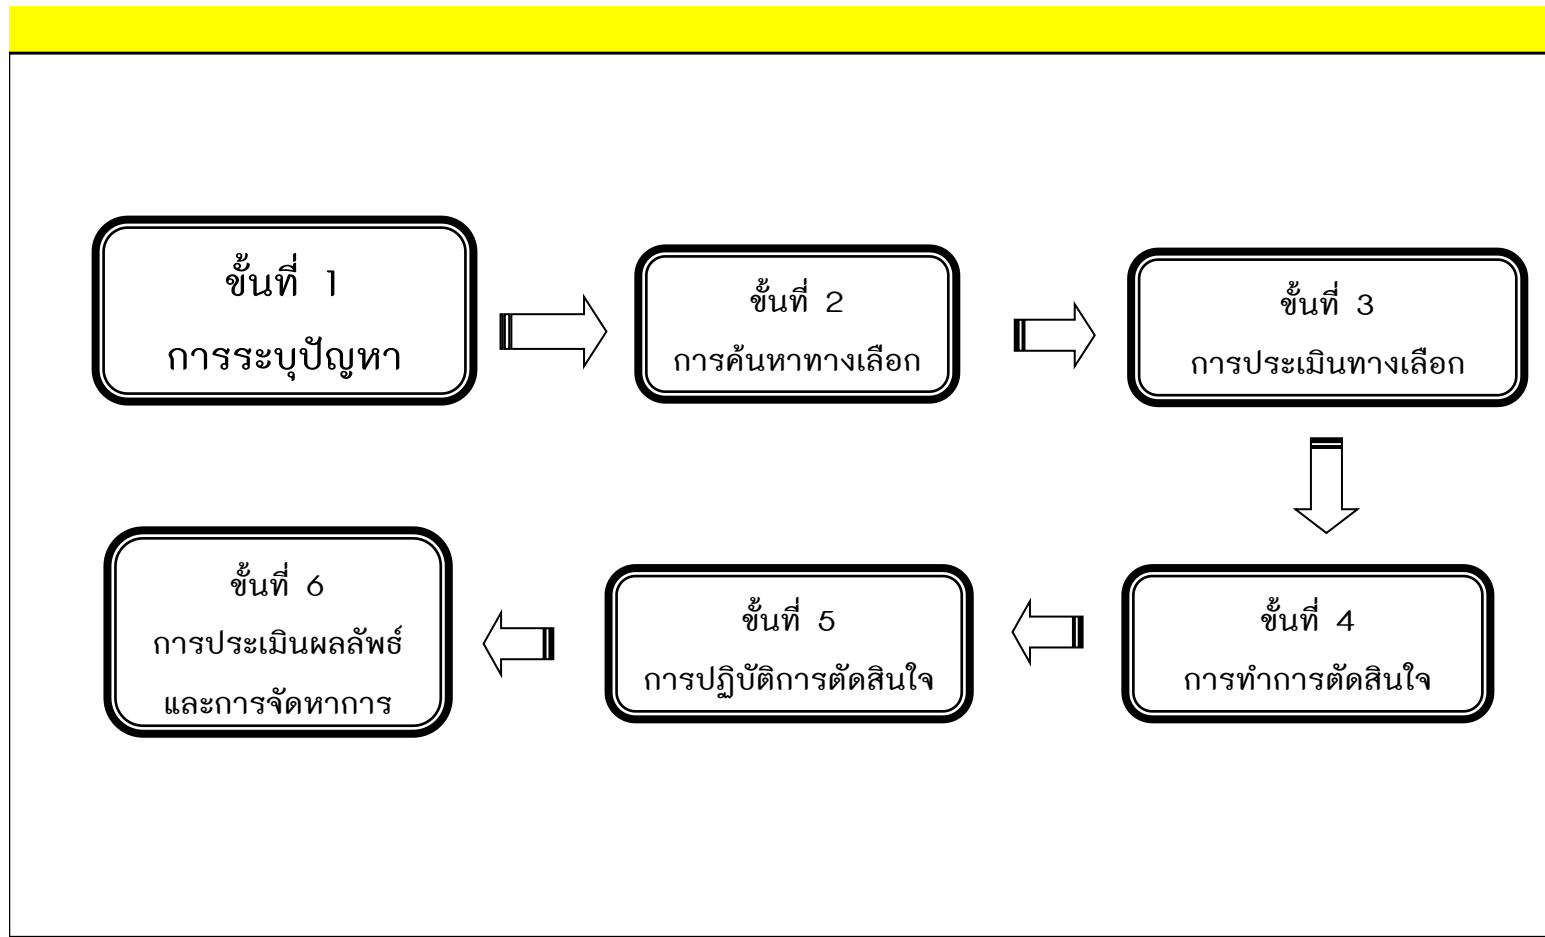 ขั้นที่ 1
การระบุปัญหา
ขั้นที่ 2
การค้นหาทางเลือก
ขั้นที่ 3
การประเมินทางเลือก
ขั้นที่ 4
การทำการตัดสินใจ
ขั้นที่ 5
การปฏิบัติการตัดสินใจ
ขั้นที่ 6
การประเมินผลลัพธ์
และการจัดหาการ